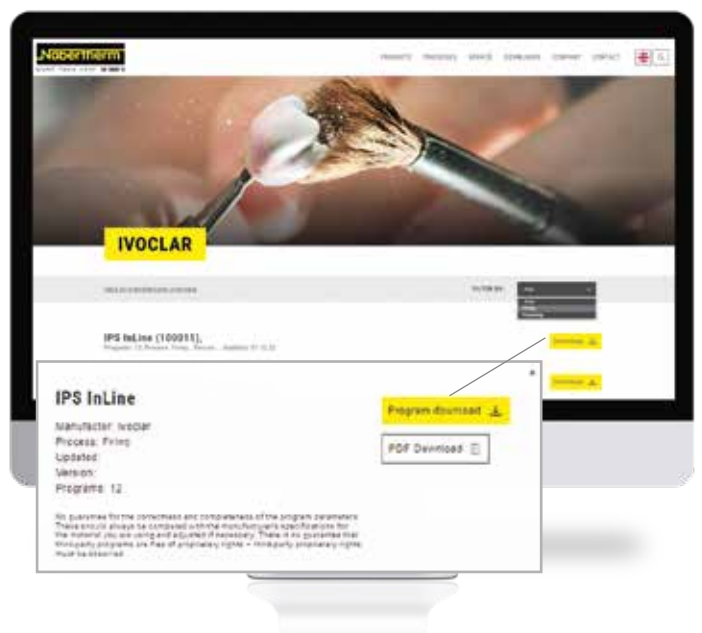 Nabertherm
PRODUCTS PROCESSES SERVICE DOWNLOADS COMPANY CONTACT
IVOCLAR
FILTER BY:
IPS InLine (100011),
Download
Download
IPS InLine
Manufacter: Ivoclar
Process: Firing
Updated:
Version:
Programs: 12
Program download
PDF Download
No guarantee for the correctness and completeness of the program parameters.
These should always be compared with the manufacturer's specifications for
the material you are using and adjusted if necessary. There is no guarantee that
third-party programs are free of proprietary rights – third-party proprietary rights
must be observed.